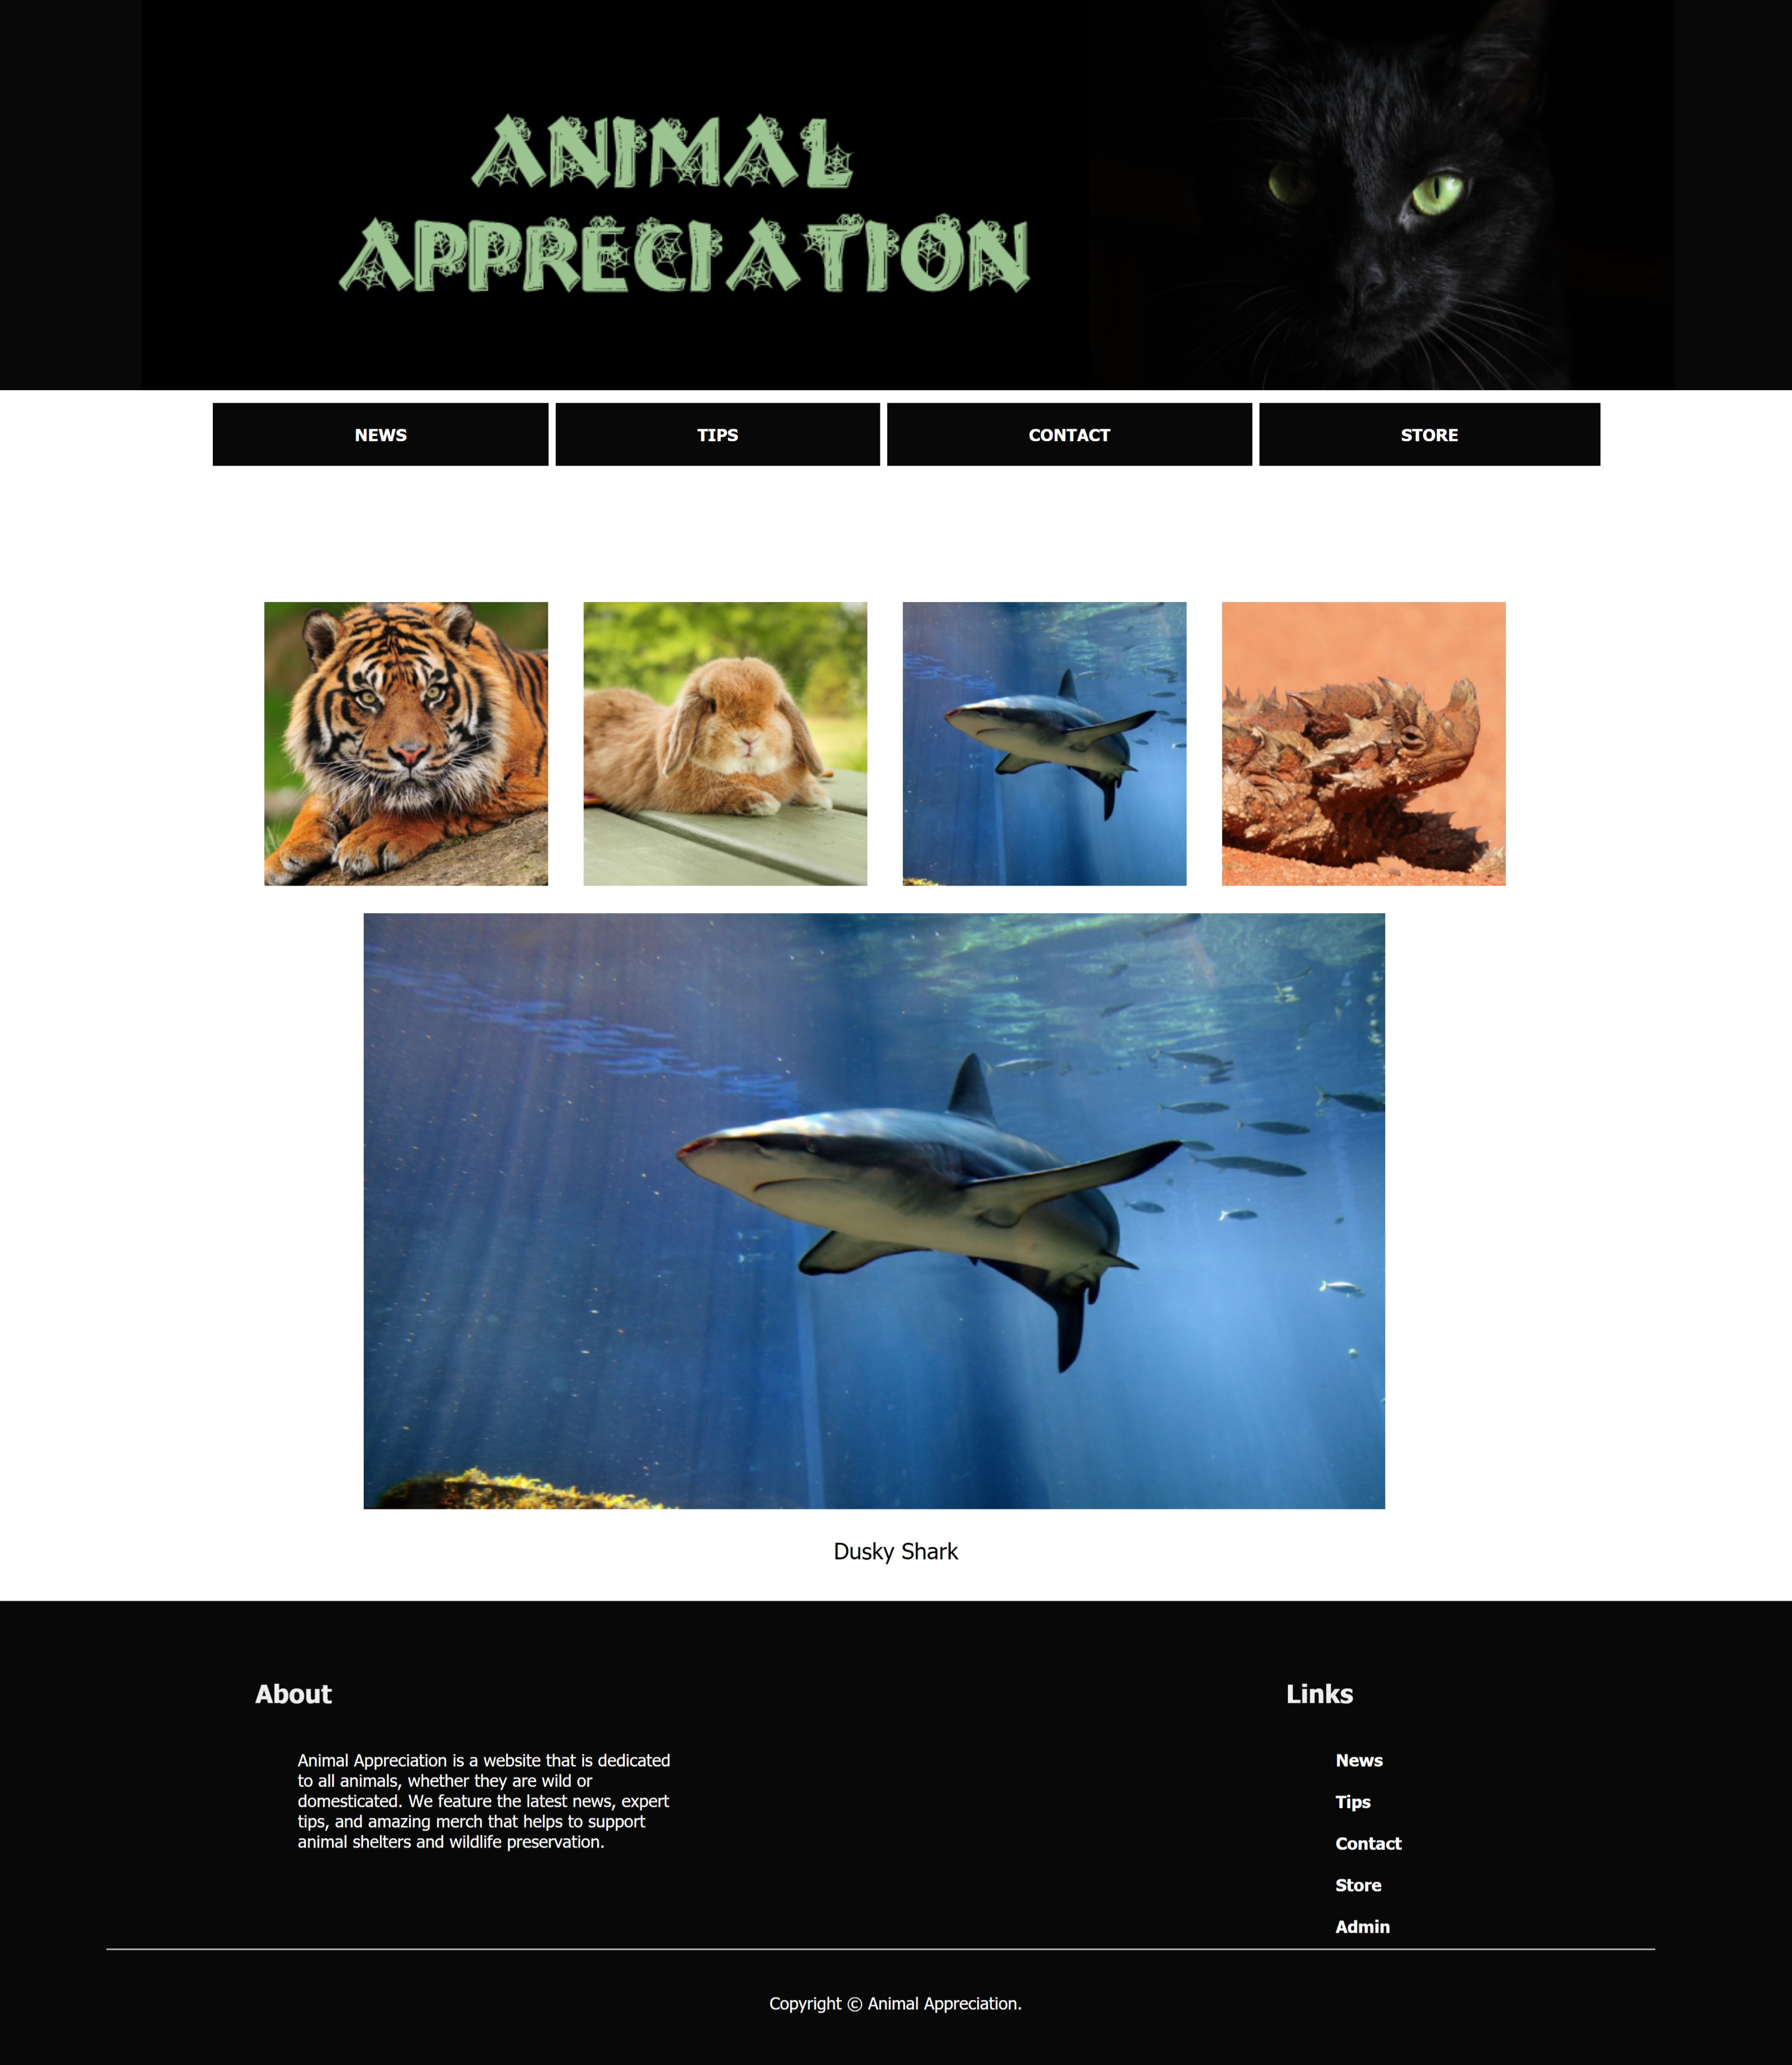 ANIMAL
APPRECIATION
NEWS
TIPS
CONTACT
STORE
Dusky Shark
About
Animal Appreciation is a website that is dedicated
to all animals, whether they are wild or
domesticated. We feature the latest news, expert
tips, and amazing merch that helps to support
animal shelters and wildlife preservation.
Links
News
Tips
Contact
Store
Admin
Copyright © Animal Appreciation.